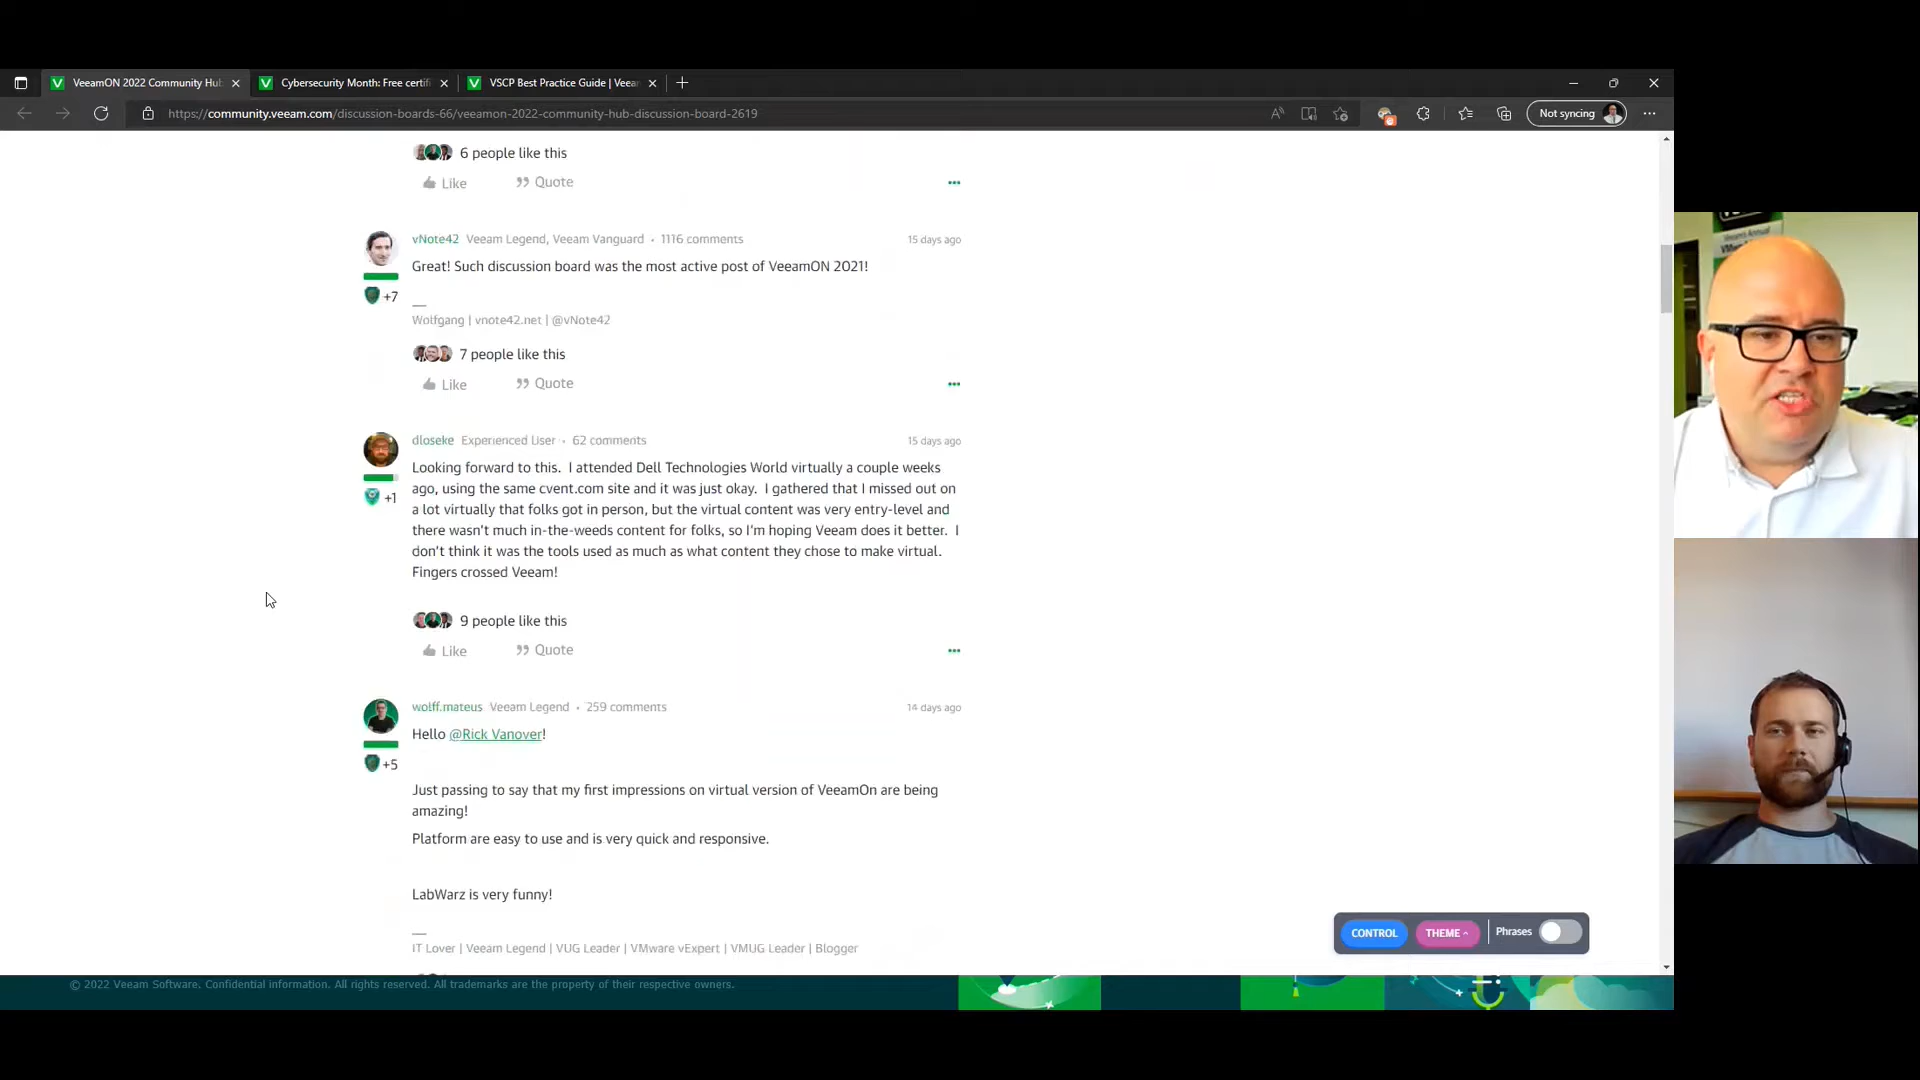 VeeamON 2022 Community Hu
Cybersecurity Month: Free certifi
VSCP Best Practice Guide | Veea
https://community.veeam.com/discussion-boards-66/veeamon-2022-community-hub-discussion-board-2619
Not syncing
6 people like this
Like Quote
vNote42 Veeam Legend, Veeam Vanguard • 1116 comments 15 days ago
Great! Such discussion board was the most active post of VeeamON 2021!
+7
Wolfgang | vnote42.net | @vNote42
7 people like this
Like Quote
dloseke Experienced User • 62 comments 15 days ago
Looking forward to this. I attended Dell Technologies World virtually a couple weeks
ago, using the same cvent.com site and it was just okay. I gathered that I missed out on
+1
a lot virtually that folks got in person, but the virtual content was very entry-level and
there wasn't much in-the-weeds content for folks, so I'm hoping Veeam does it better. I
don't think it was the tools used as much as what content they chose to make virtual.
Fingers crossed Veeam!
9 people like this
Like Quote
wolff.mateus Veeam Legend • 259 comments 14 days ago
Hello @Rick Vanover!
+5
Just passing to say that my first impressions on virtual version of VeeamOn are being
amazing!
Platform are easy to use and is very quick and responsive.
LabWarz is very funny!
IT Lover | Veeam Legend | VUG Leader | VMware vExpert | VMUG Leader | Blogger
CONTROL THEME Phrases
© 2022 Veeam Software. Confidential information. All rights reserved. All trademarks are the property of their respective owners.